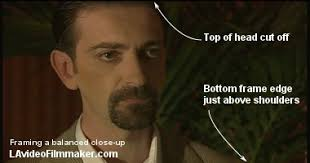 Top of head cut off
Bottom frame edge
just above shoulders
Framing a balanced close-up
LAvideoFilmmaker.com